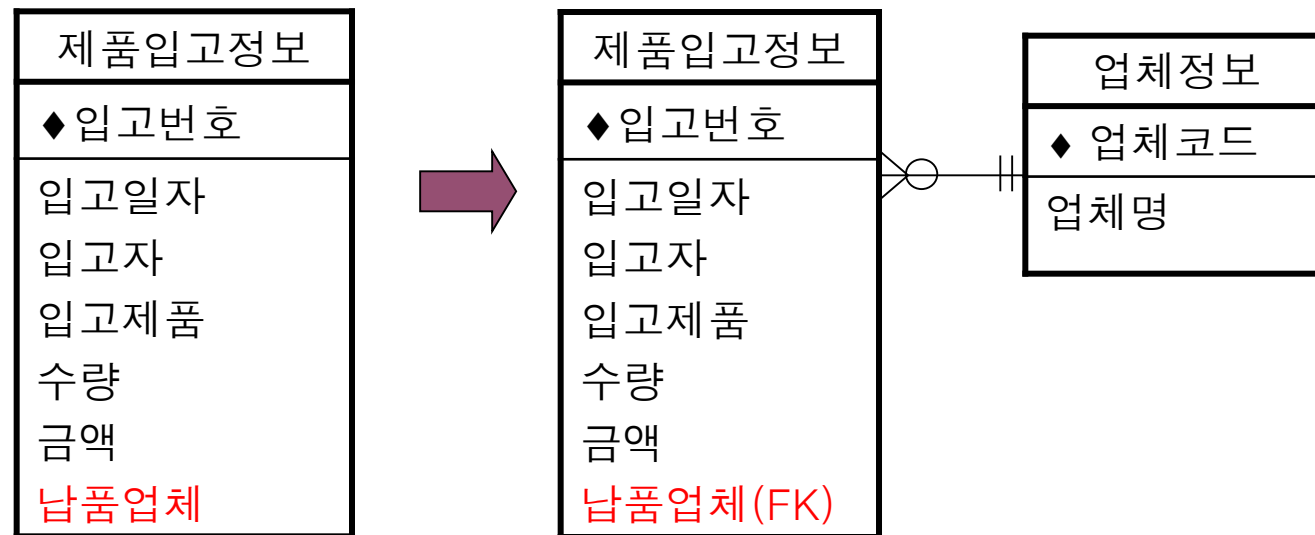 제품입고정보
◆입고번호
입고일자
입고자
입고제품
수량
금액
납품업체
제품입고정보
◆입고번호
입고일자
입고자
입고제품
수량
금액
납품업체(FK)
업체정보
◆ 업체코드
업체명